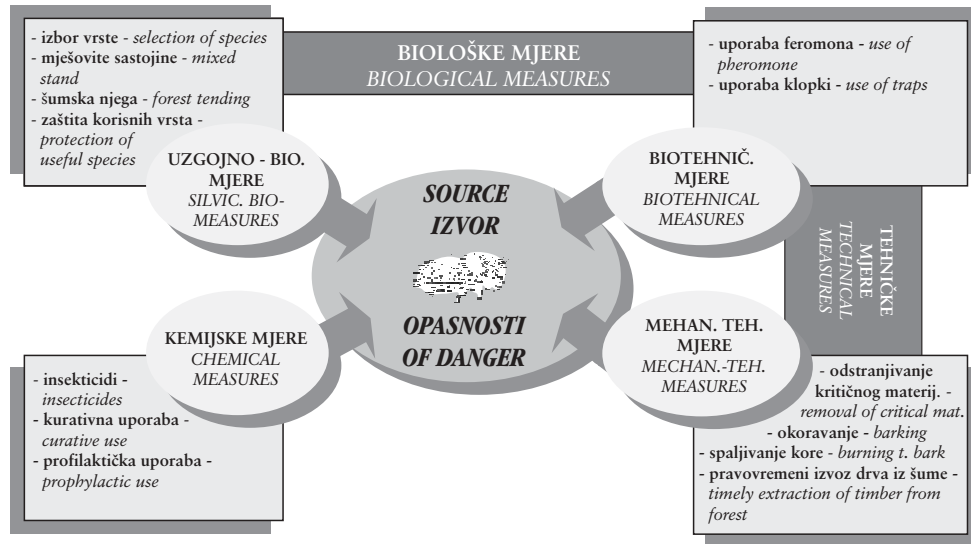 - izbor vrste - selection of species
- mješovite sastojine - mixed
stand
- šumska njega - forest tending
- zaštita korisnih vrsta -
protection of
useful species
BIOLOŠKE MJERE
BIOLOGICAL MEASURES
- uporaba feromona - use of
pheromone
- uporaba klopki - use of traps
UZGOJNO - BIO.
MJERE
SILVIC. BIO-
MEASURES
SOURCE
IZVOR
OPASNOSTI
OF DANGER
BIOTEHNIČ.
MJERE
BIOTEHNICAL
MEASURES
TEHNIČKE
MJERE
TECHNICAL
MEASURES
KEMIJSKE MJERE
CHEMICAL
MEASURES
MEHAN. TEH.
MJERE
MECHAN.-TEH.
MEASURES
- insekticidi -
insecticides
- kurativna uporaba -
curative use
- profilaktička uporaba -
prophylactic use
- odstranjivanje
kritičnog materij. -
removal of critical mat.
- okoravanje - barking
- spaljivanje kore - burning t. bark
- pravovremeni izvoz drva iz šume -
timely extraction of timber from
forest